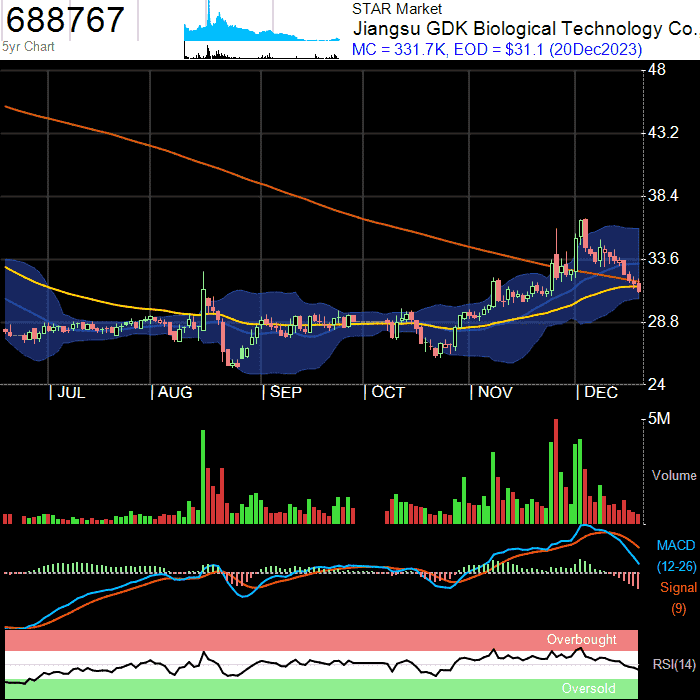 688767
5yr Chart
STAR Market
Jiangsu GDK Biological Technology Co.
MC = 331.7K, EOD = $31.1 (20Dec2023)
48
43.2
38.4
33.6
28.8
24
JUL AUG SEP OCT NOV DEC
5M
Volume
MACD
(12-26)
Signal
(9)
Overbought
RSI(14)
Oversold